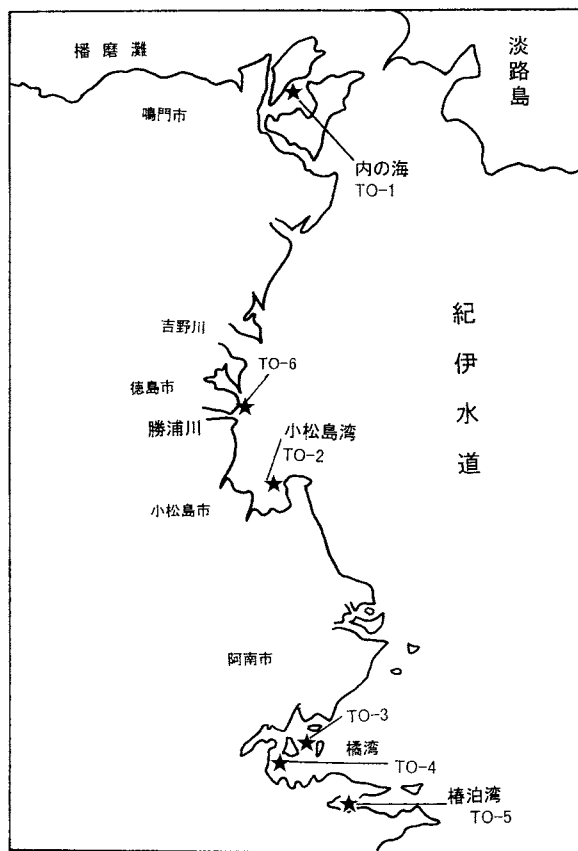 播磨灘
淡路島
鳴門市
内の海
TO-1
紀伊水道
吉野川
TO-6
徳島市
勝浦川
小松島湾
TO-2
小松島市
阿南市
TO-3
橘湾
TO-4
椿泊湾
TO-5